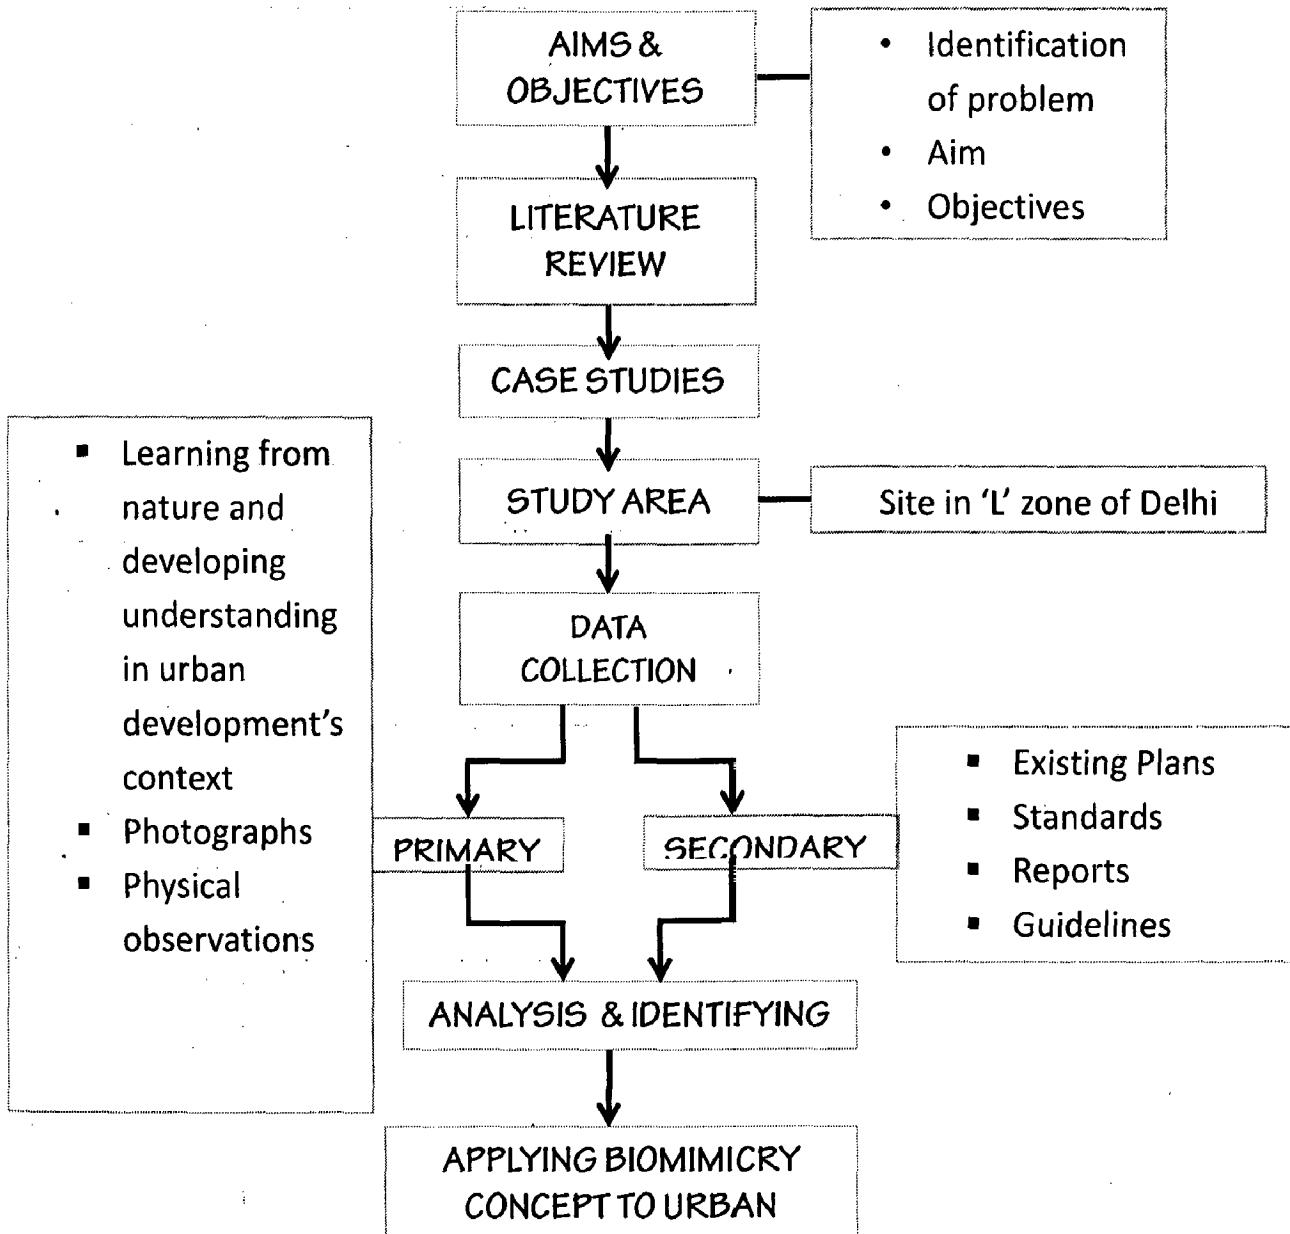 AIMS &
OBJECTIVES
• Identification
of problem
• Aim
• Objectives
LITERATURE
REVIEW
CASE STUDIES
STUDY AREA
Site in 'L' zone of Delhi
DATA
COLLECTION
▪ Learning from
nature and
developing
understanding
in urban
development's
context
▪ Photographs
▪ Physical
observations
PRIMARY
SECONDARY
▪ Existing Plans
▪ Standards
▪ Reports
▪ Guidelines
ANALYSIS & IDENTIFYING
APPLYING BIOMIMICRY
CONCEPT TO URBAN